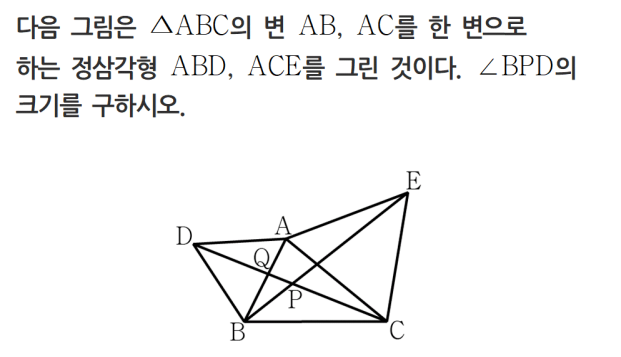 다음 그림은 △ABC의 변 AB, AC를 한 변으로
하는 정삼각형 ABD, ACE를 그린 것이다. ∠BPD의
크기를 구하시오.
E
A
D
Q
P
B
C